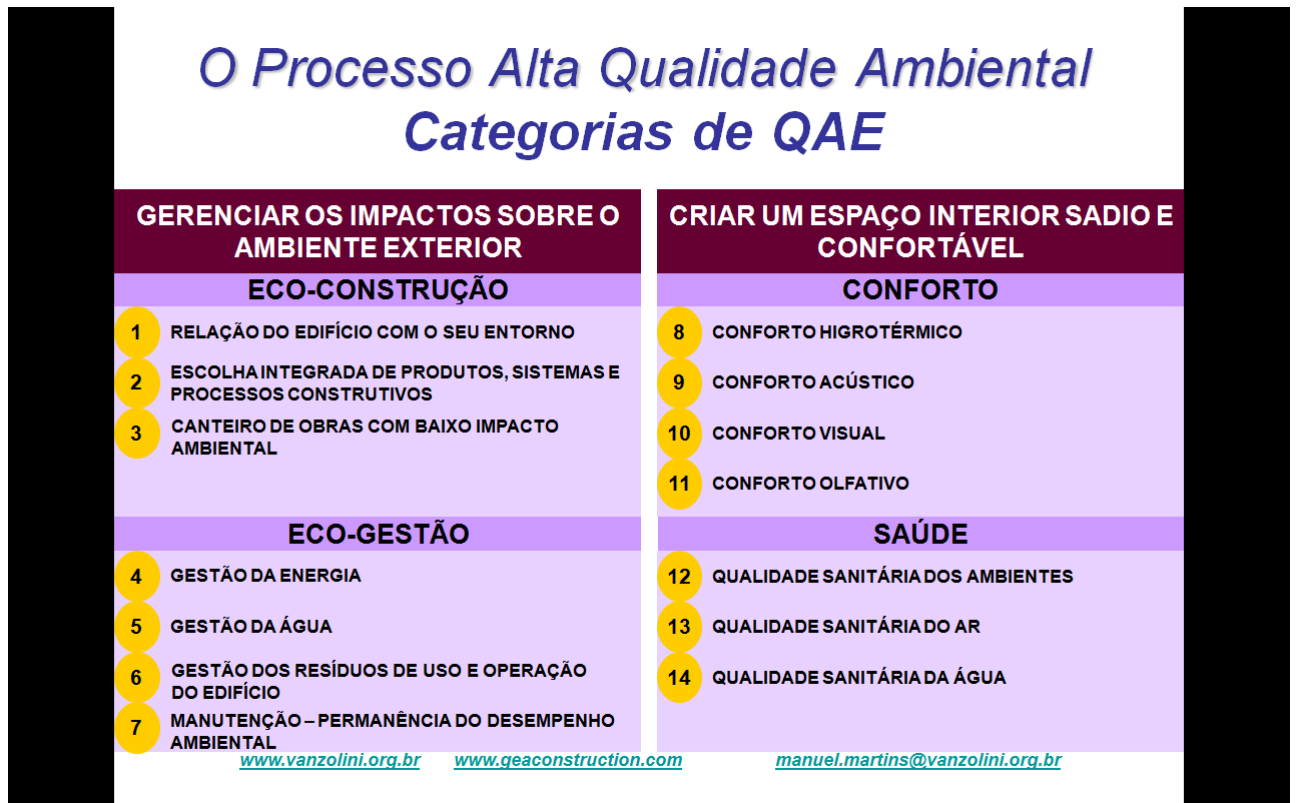 O Processo Alta Qualidade Ambiental
Categorias de QAE
GERENCIAR OS IMPACTOS SOBRE O
AMBIENTE EXTERIOR
ECO-CONSTRUÇÃO
1 RELAÇÃO DO EDIFÍCIO COM O SEU ENTORNO
2 ESCOLHA INTEGRADA DE PRODUTOS, SISTEMAS E
PROCESSOS CONSTRUTIVOS
3 CANTEIRO DE OBRAS COM BAIXO IMPACTO
AMBIENTAL
ECO-GESTÃO
4 GESTÃO DA ENERGIA
5 GESTÃO DA ÁGUA
6 GESTÃO DOS RESÍDUOS DE USO E OPERAÇÃO
DO EDIFÍCIO
7 MANUTENÇÃO – PERMANÊNCIA DO DESEMPENHO
AMBIENTAL
CRIAR UM ESPAÇO INTERIOR SADIO E
CONFORTÁVEL
CONFORTO
8 CONFORTO HIGROTÉRMICO
9 CONFORTO ACÚSTICO
10 CONFORTO VISUAL
11 CONFORTO OLFATIVO
SAÚDE
12 QUALIDADE SANITÁRIA DOS AMBIENTES
13 QUALIDADE SANITÁRIA DO AR
14 QUALIDADE SANITÁRIA DA ÁGUA
www.vanzolini.org.br www.geaconstruction.com manuel.martins@vanzolini.org.br